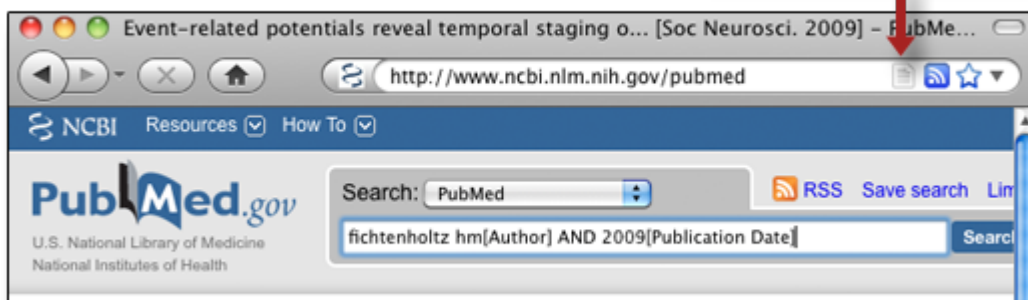 Event-related potentials reveal temporal staging o... [Soc Neurosci. 2009] – PubMe...
http://www.ncbi.nlm.nih.gov/pubmed
NCBI Resources How To
PubMed.gov
U.S. National Library of Medicine
National Institutes of Health
Search: PubMed
RSS Save search Lim
fichtenholtz hm[Author] AND 2009[Publication Date]
Search